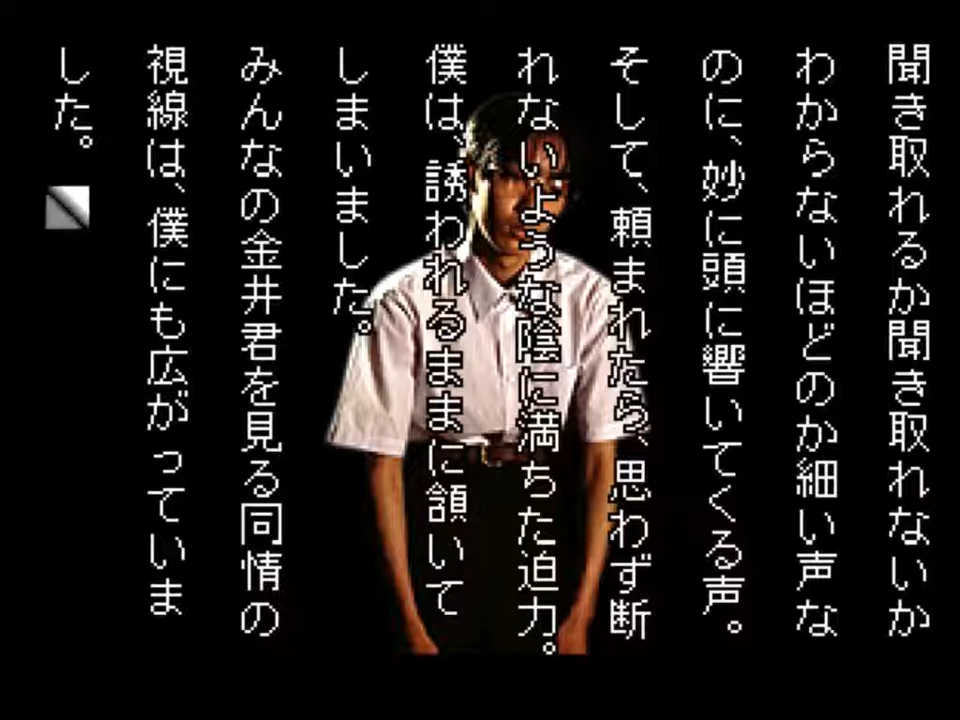 聞き取れるか聞き取れないか
わからないほどのか細い声な
のに、妙に頭に響いてくる声。
そして、頼まれたら、思わず断
れないような陰に満ちた迫力。
僕は、誘われるままに頷いて
しまいました。
みんなの金井君を見る同情の
視線は、僕にも広がっていま
した。